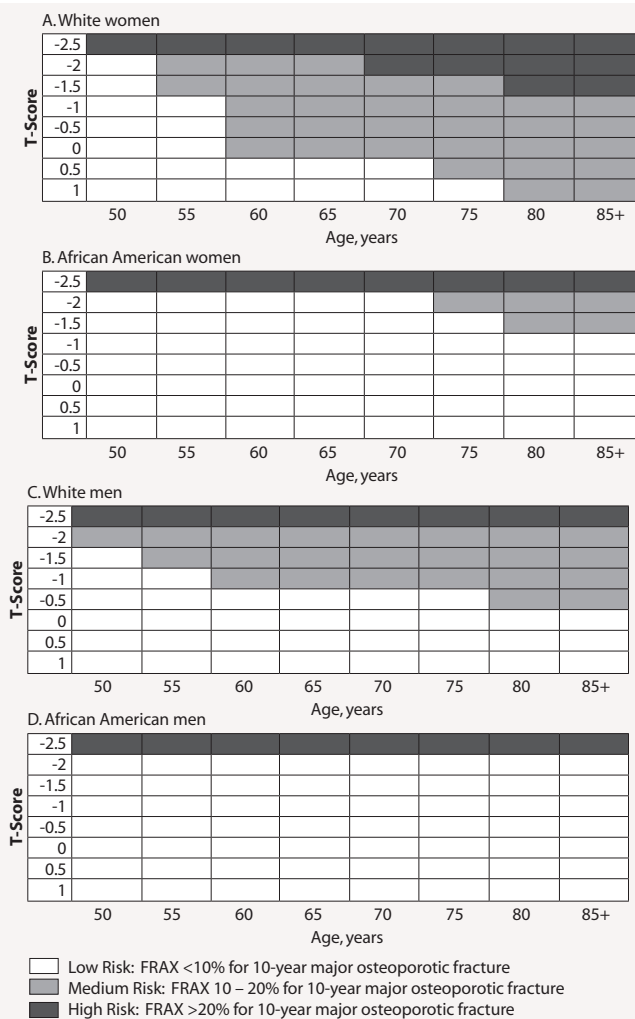 A. White women
T-Score
-2.5
-2
-1.5
-1
-0.5
0
0.5
1
50 55 60 65 70 75 80 85+
Age, years
B. African American women
T-Score
-2.5
-2
-1.5
-1
-0.5
0
0.5
1
50 55 60 65 70 75 80 85+
Age, years
C. White men
T-Score
-2.5
-2
-1.5
-1
-0.5
0
0.5
1
50 55 60 65 70 75 80 85+
Age, years
D. African American men
T-Score
-2.5
-2
-1.5
-1
-0.5
0
0.5
1
50 55 60 65 70 75 80 85+
Age, years
Low Risk: FRAX <10% for 10-year major osteoporotic fracture
Medium Risk: FRAX 10 – 20% for 10-year major osteoporotic fracture
High Risk: FRAX >20% for 10-year major osteoporotic fracture